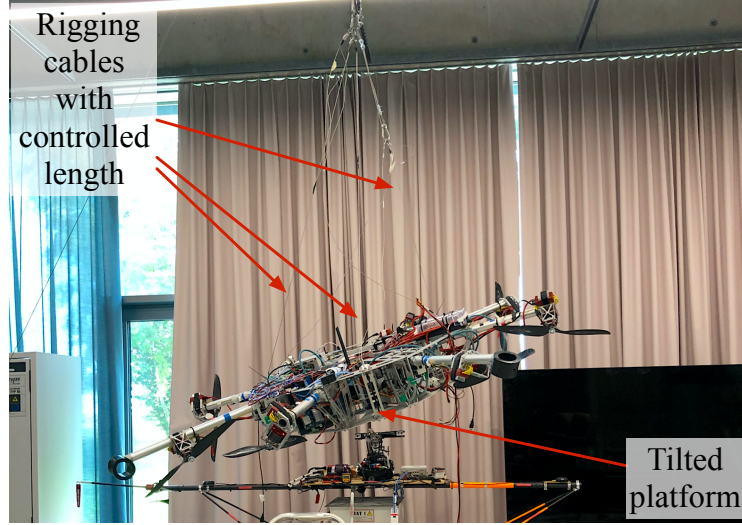 Rigging
cables
with
controlled
length
Tilted
platform